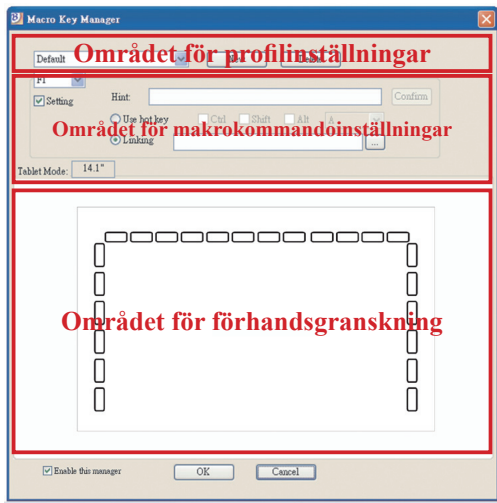 Macro Key Manager
Området för profilinställningar
Default
Delete
F1
Setting
Hint:
Confirm
Use hot key Ctrl Shift Alt A
Området för makrokommandoinställningar
Linking ...
Tablet Mode: 14.1"
Området för förhandsgranskning
Enable this manager OK Cancel